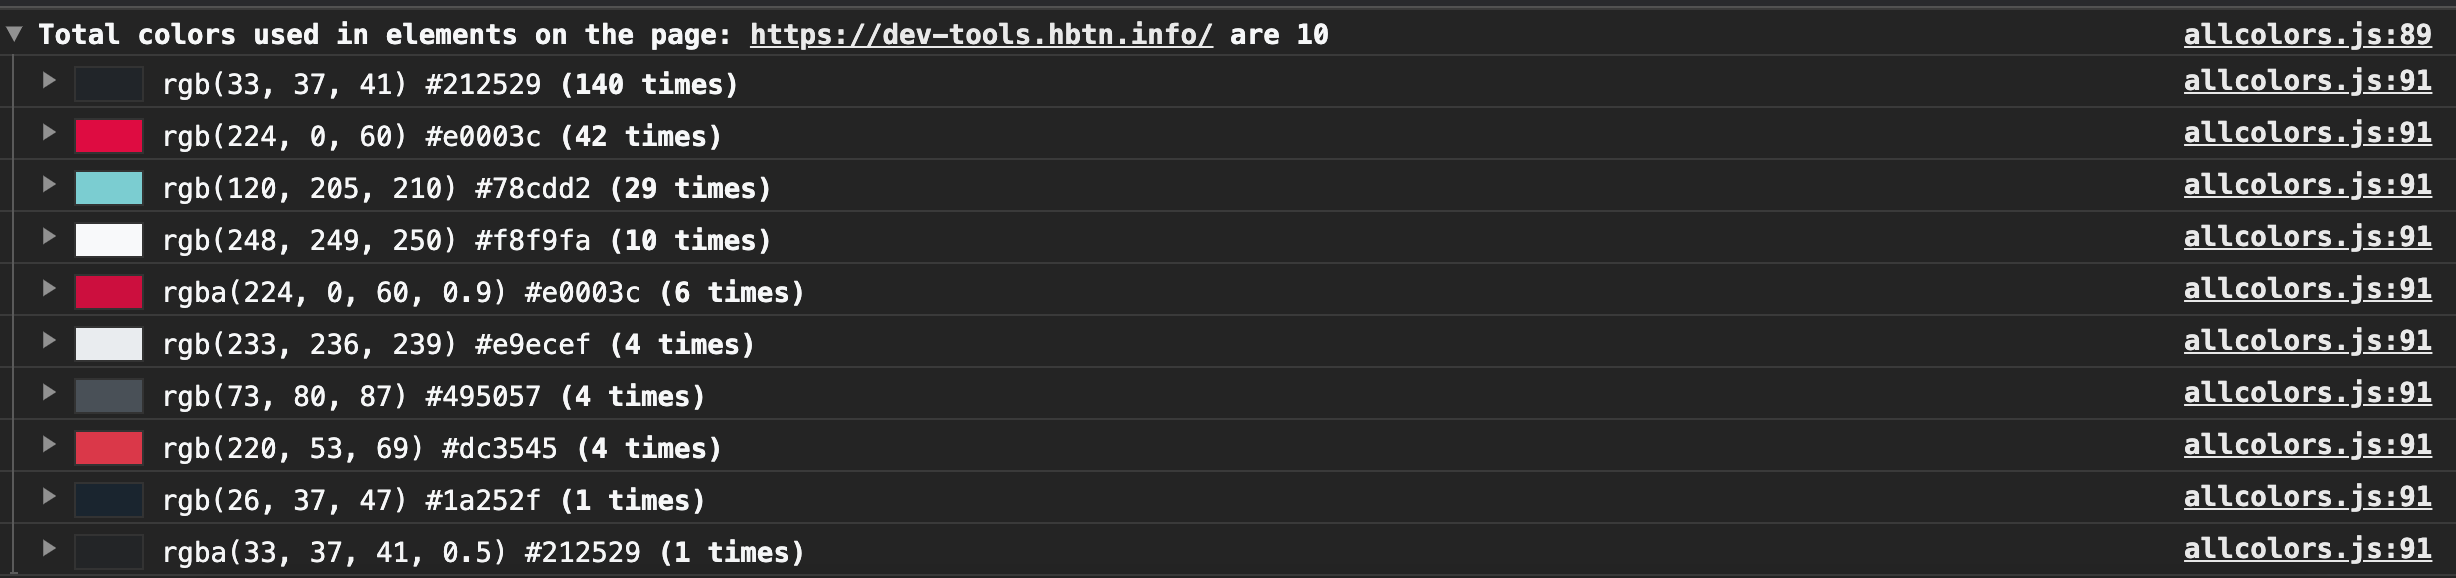 Total colors used in elements on the page: https://dev-tools.hbtn.info/ are 10 allcolors.js:89
rgb(33, 37, 41) #212529 (140 times) allcolors.js:91
rgb(224, 0, 60) #e0003c (42 times) allcolors.js:91
rgb(120, 205, 210) #78cdd2 (29 times) allcolors.js:91
rgb(248, 249, 250) #f8f9fa (10 times) allcolors.js:91
rgba(224, 0, 60, 0.9) #e0003c (6 times) allcolors.js:91
rgb(233, 236, 239) #e9ecef (4 times) allcolors.js:91
rgb(73, 80, 87) #495057 (4 times) allcolors.js:91
rgb(220, 53, 69) #dc3545 (4 times) allcolors.js:91
rgb(26, 37, 47) #1a252f (1 times) allcolors.js:91
rgba(33, 37, 41, 0.5) #212529 (1 times) allcolors.js:91